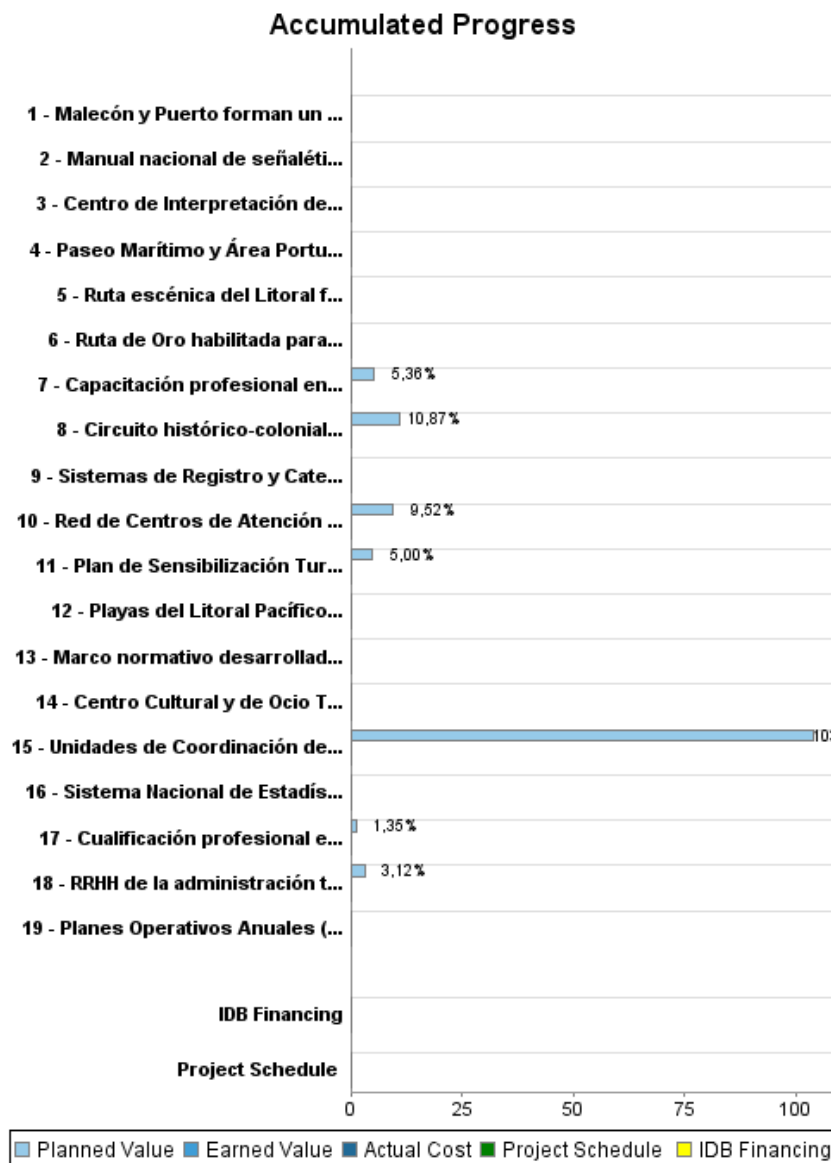 Accumulated Progress
1 - Malecón y Puerto forman un ...
2 - Manual nacional de señaléti...
3 - Centro de Interpretación de...
4 - Paseo Marítimo y Área Portu...
5 - Ruta escénica del Litoral f...
6 - Ruta de Oro habilitada para...
7 - Capacitación profesional en...
5,36%
8 - Circuito histórico-colonial...
10,87%
9 - Sistemas de Registro y Cate...
10 - Red de Centros de Atención ...
9,52%
11 - Plan de Sensibilización Tur...
5,00%
12 - Playas del Litoral Pacífico...
13 - Marco normativo desarrollad...
14 - Centro Cultural y de Ocio T...
15 - Unidades de Coordinación de...
103
16 - Sistema Nacional de Estadís...
17 - Cualificación profesional e...
1,35%
18 - RRHH de la administración t...
3,12%
19 - Planes Operativos Anuales (...
IDB Financing
Project Schedule
0 25 50 75 100
Planned Value Earned Value Actual Cost Project Schedule IDB Financing